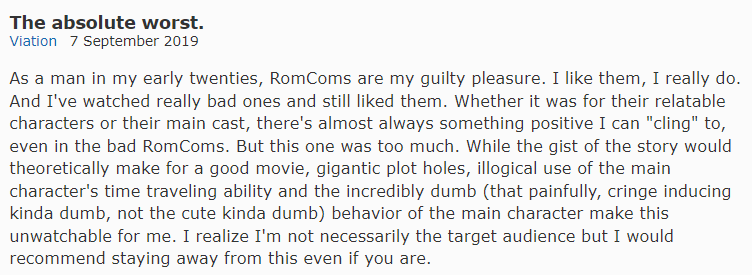 The absolute worst.
Viation 7 September 2019
As a man in my early twenties, RomComs are my guilty pleasure. I like them, I really do.
And I've watched really bad ones and still liked them. Whether it was for their relatable
characters or their main cast, there's almost always something positive I can "cling" to,
even in the bad RomComs. But this one was too much. While the gist of the story would
theoretically make for a good movie, gigantic plot holes, illogical use of the main
character's time traveling ability and the incredibly dumb (that painfully, cringe inducing
kinda dumb, not the cute kinda dumb) behavior of the main character make this
unwatchable for me. I realize I'm not necessarily the target audience but I would
recommend staying away from this even if you are.